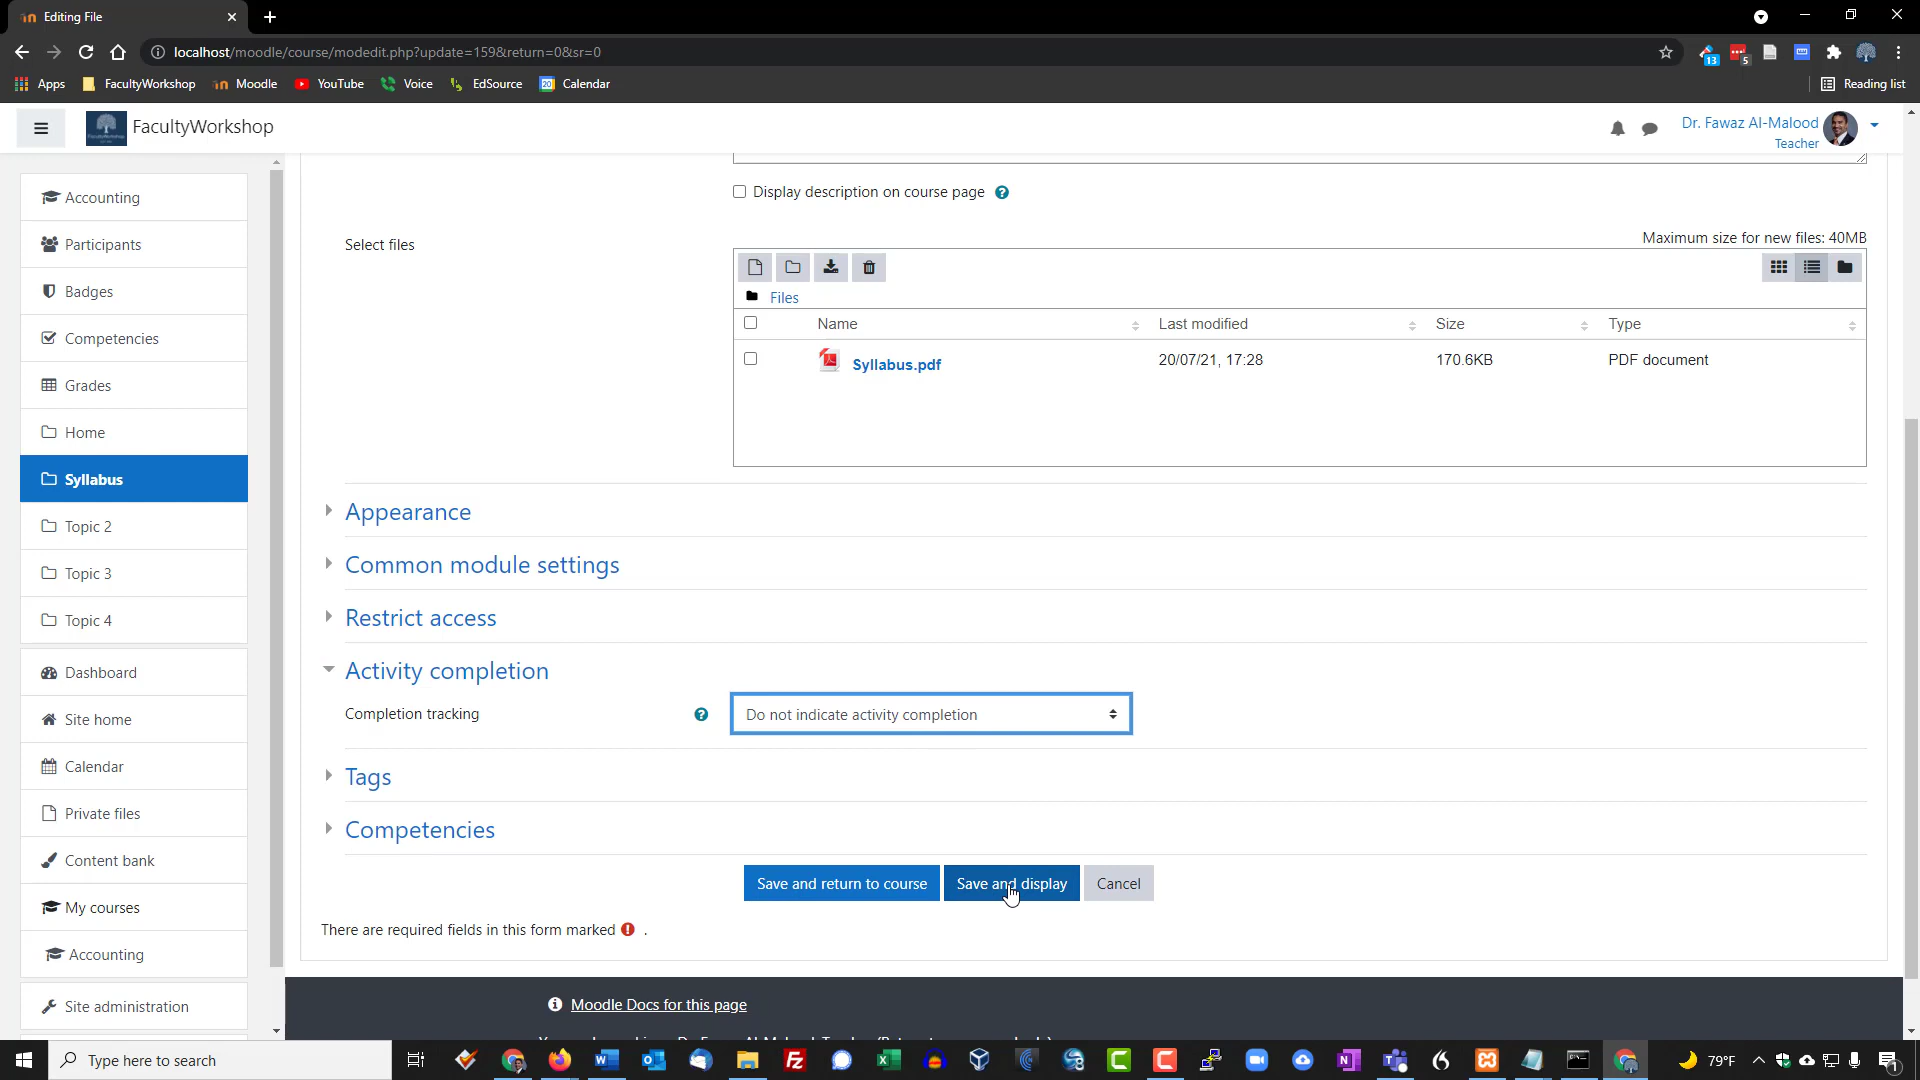 Editing File
localhost/moodle/course/modedit.php?update=159&return=0&sr=0
13
5
Apps
FacultyWorkshop
Moodle
YouTube
Voice
EdSource
20
Calendar
Reading list
FacultyWorkshop
Dr. Fawaz Al-Malood
Teacher
Accounting
Participants
Badges
Competencies
Grades
Home
Syllabus
Topic 2
Topic 3
Topic 4
Dashboard
Site home
Calendar
Private files
Content bank
My courses
Accounting
Site administration
Display description on course page
Select files
Maximum size for new files: 40MB
Files
Name Last modified Size Type
Syllabus.pdf 20/07/21, 17:28 170.6KB PDF document
Appearance
Common module settings
Restrict access
Activity completion
Completion tracking
Do not indicate activity completion
Tags
Competencies
Save and return to course
Save and display
Cancel
There are required fields in this form marked .
Moodle Docs for this page
Type here to search
79°F
1